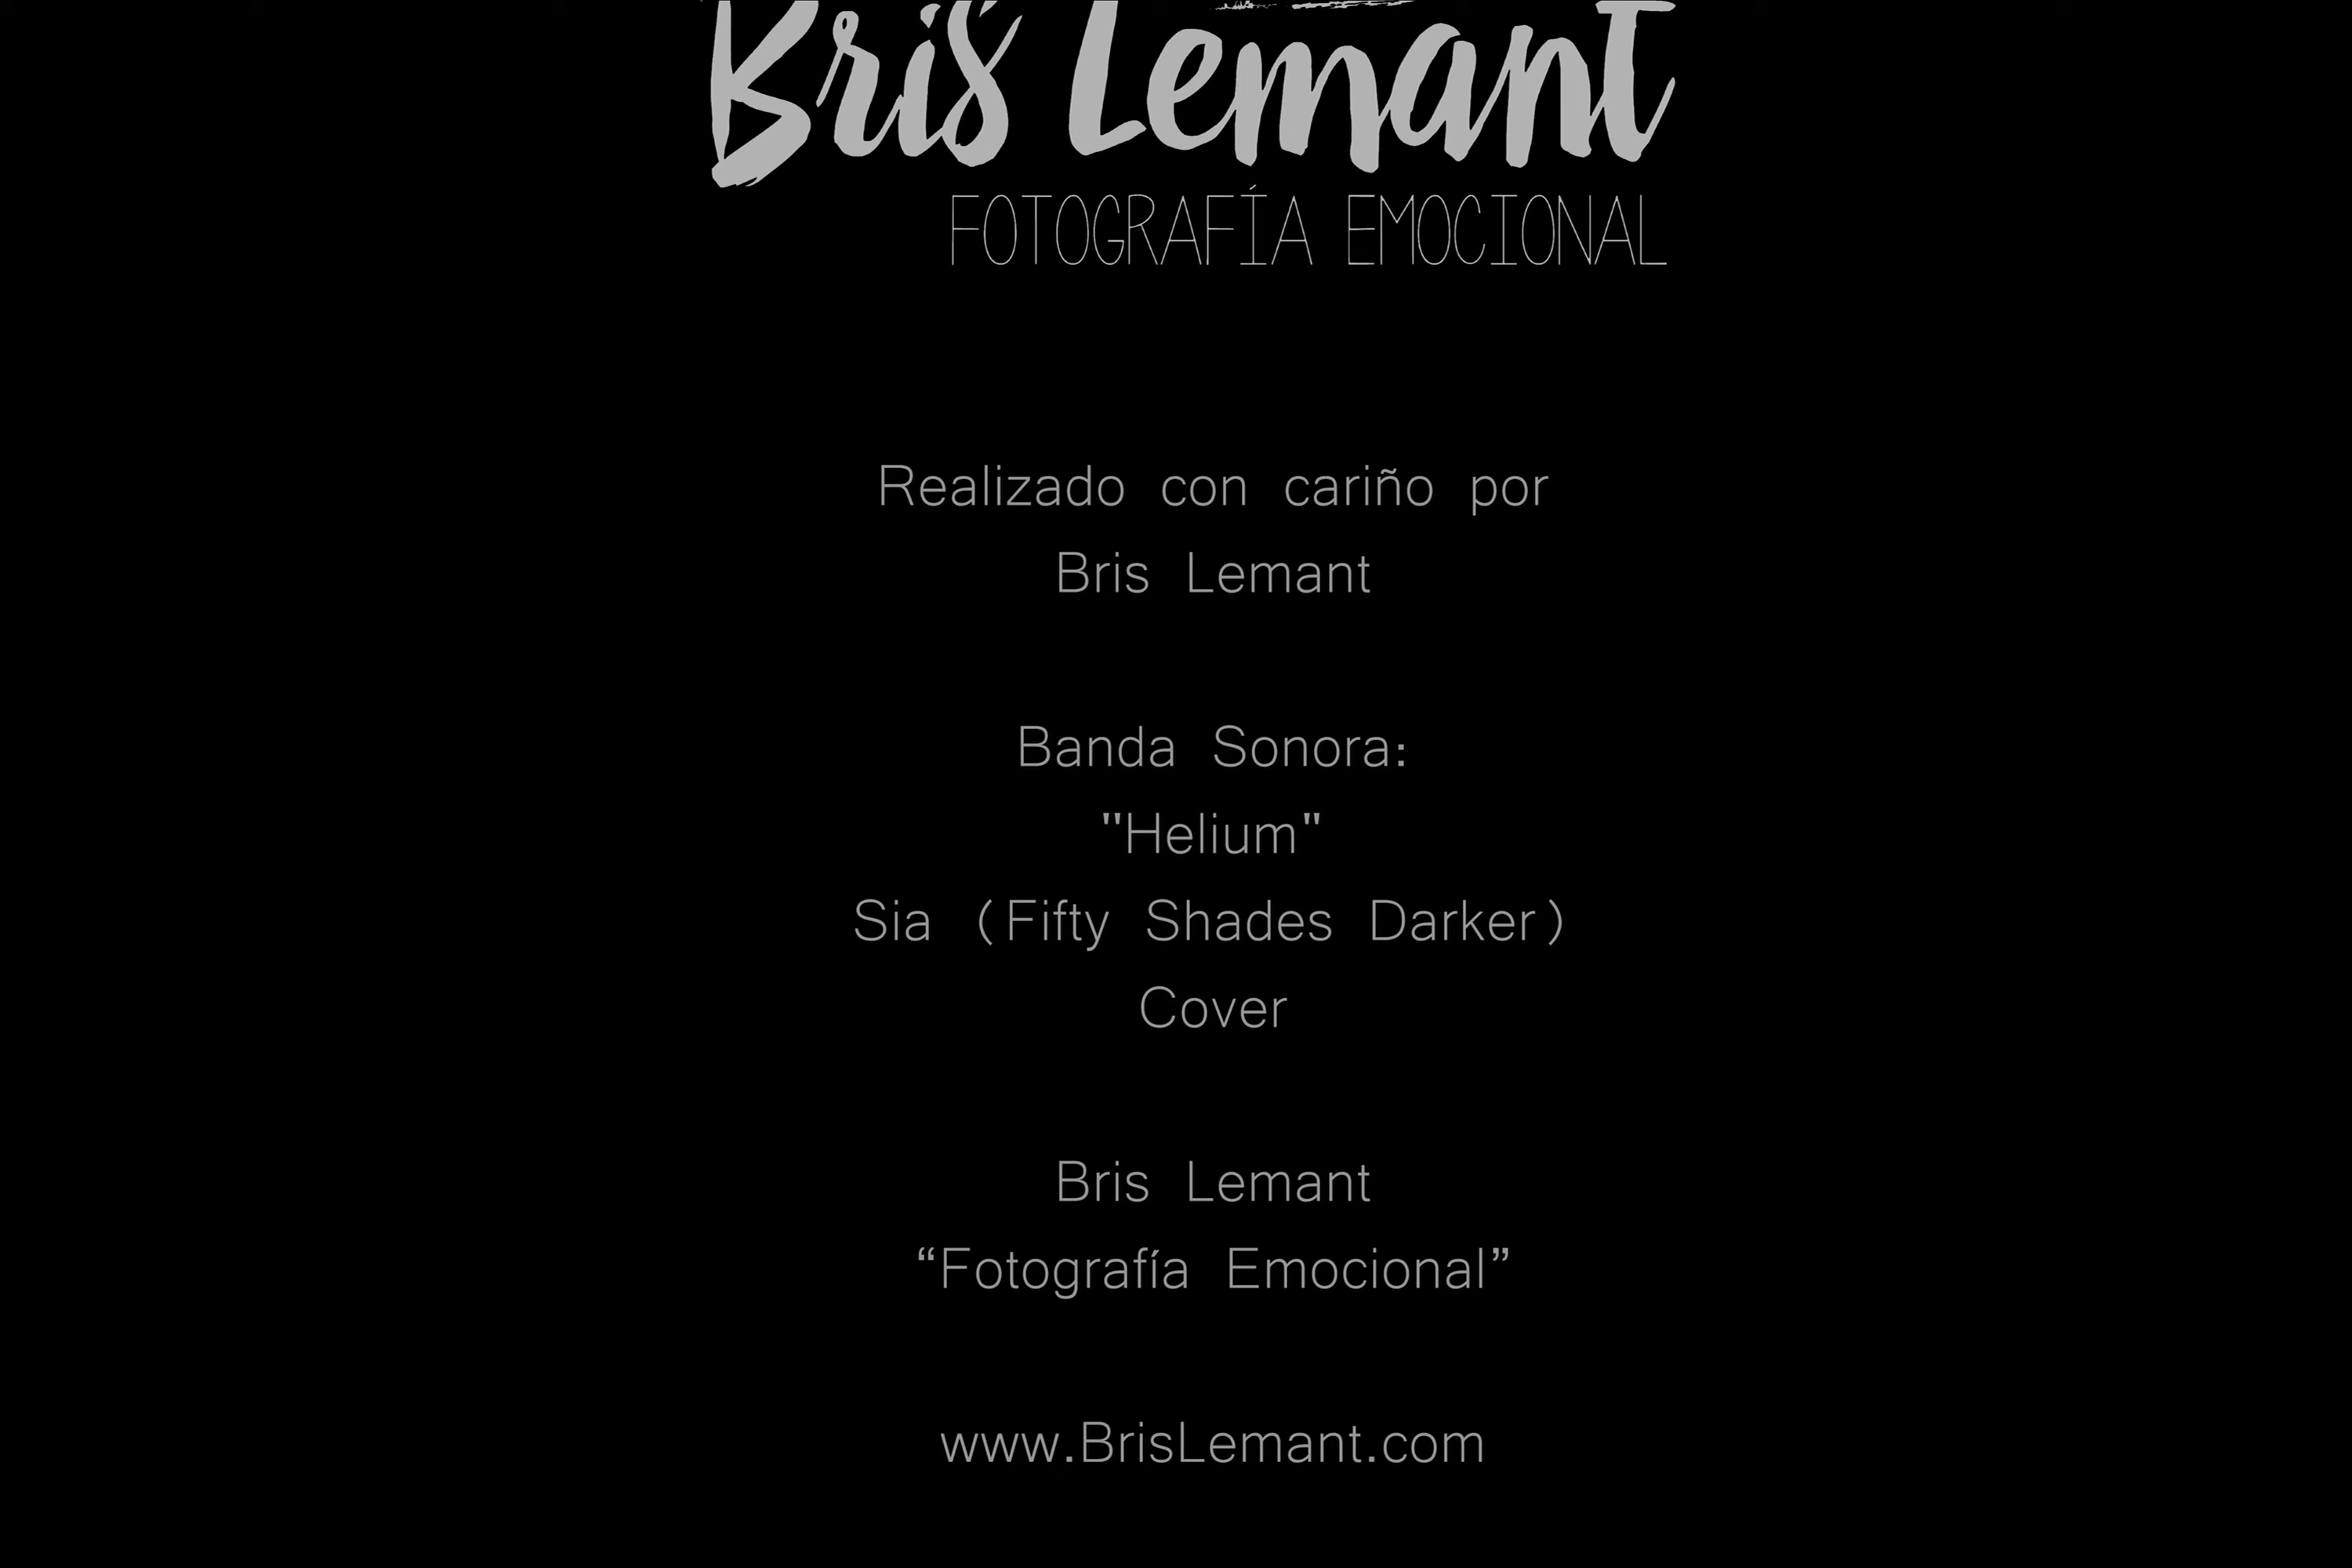 Bris Lemant
FOTOGRAFÍA EMOCIONAL
Realizado con cariño por
Bris Lemant
Banda Sonora:
"Helium"
Sia (Fifty Shades Darker)
Cover
Bris Lemant
“Fotografía Emocional”
www.BrisLemant.com